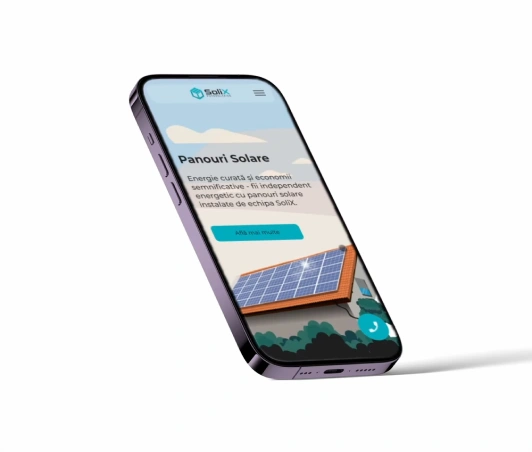 SoliX
Panouri Solare
Energie curată și economii
semnificative - fii independent
energetic cu panouri solare
instalate de echipa SoliX.
Află mai multe